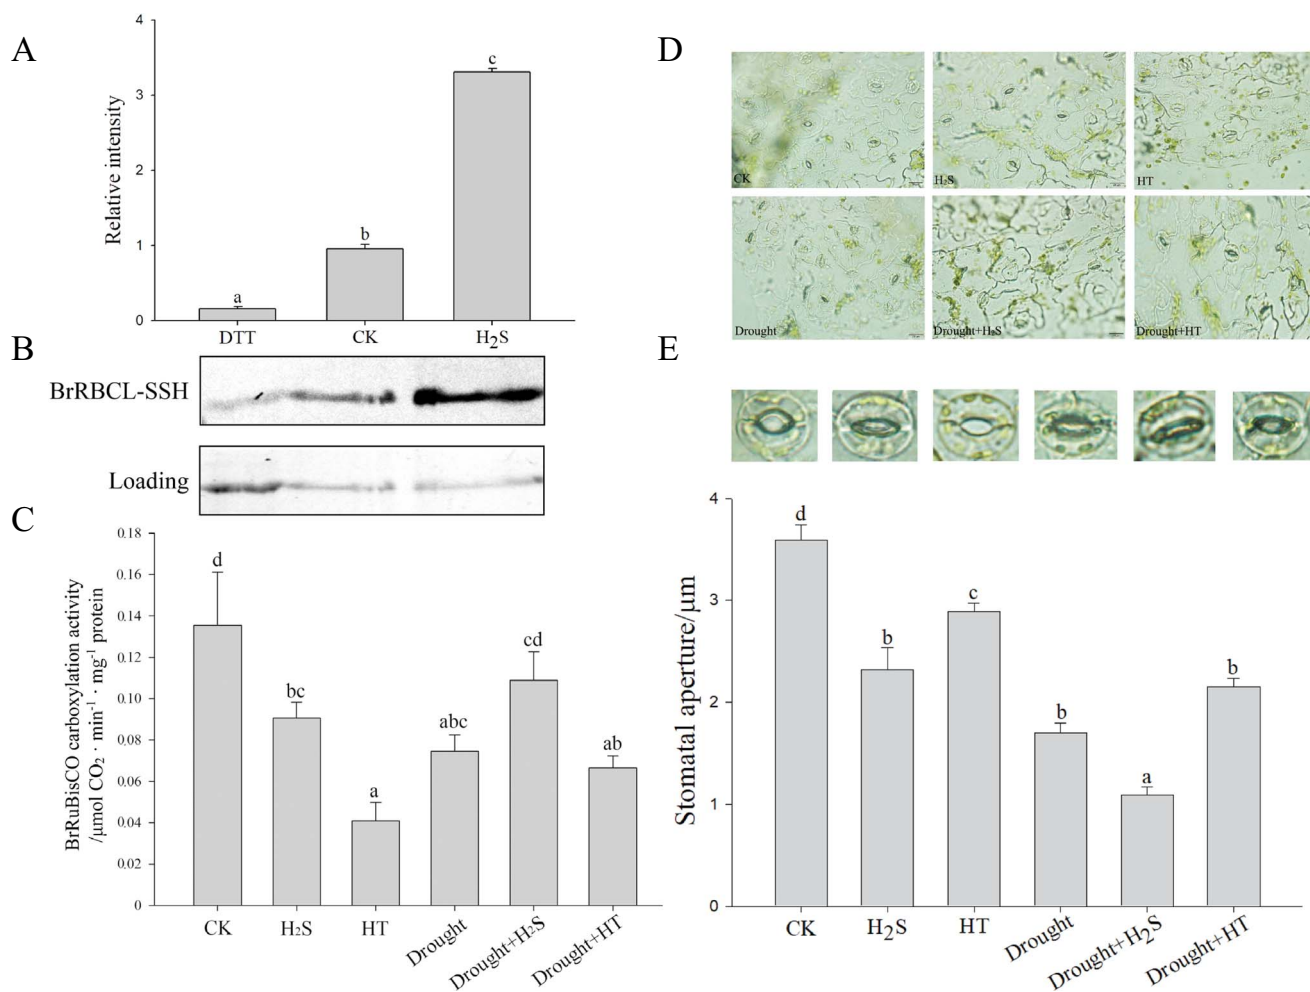 A
4
3
2
1
0
Relative intensity
a
b
c
DTT
CK
H2S
B
BrRBCL-SSH
Loading
C
0.18
0.16
0.14
0.12
0.10
0.08
0.06
0.04
0.02
0
BrRuBisCO carboxylation activity
/μmol CO₂ · min⁻¹ · mg⁻¹ protein
d
bc
a
abc
cd
ab
CK
H2S
HT
Drought
Drought+H2S
Drought+HT
D
CK
H2S
HT
Drought
Drought+H2S
Drought+HT
E
4
3
2
1
0
Stomatal aperture/μm
d
b
c
b
a
b
CK
H2S
HT
Drought
Drought+H2S
Drought+HT